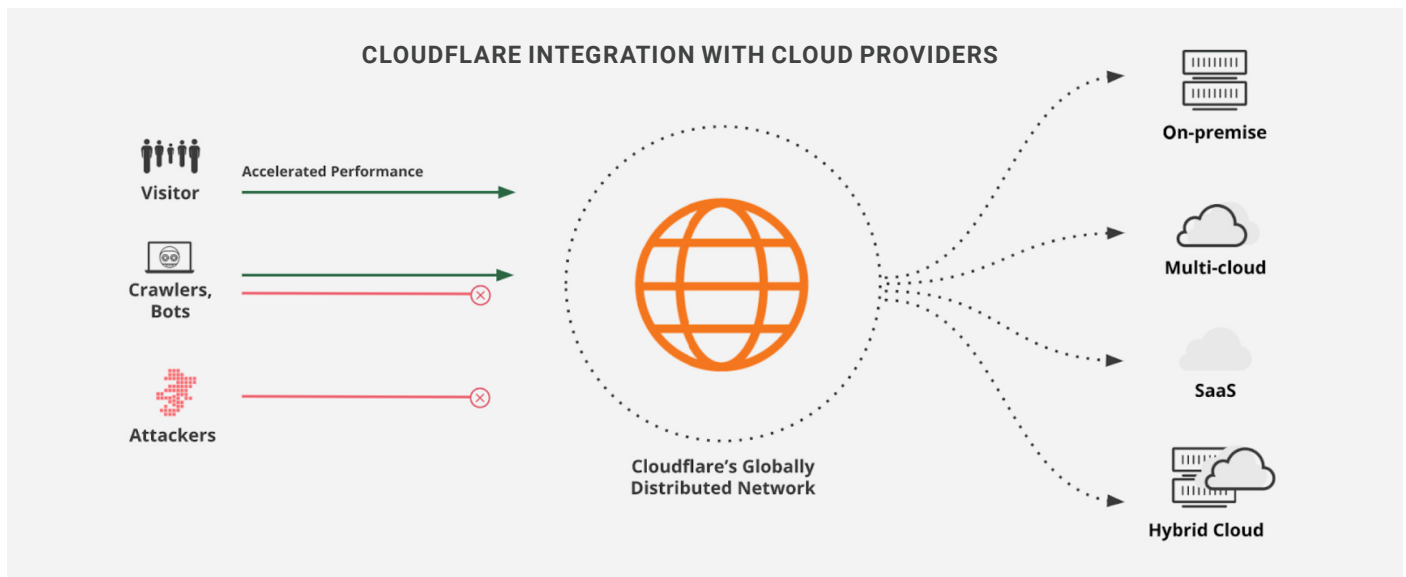 CLOUDFLARE INTEGRATION WITH CLOUD PROVIDERS
Visitor
Accelerated Performance
Crawlers,
Bots
Attackers
Cloudflare’s Globally
Distributed Network
On-premise
Multi-cloud
SaaS
Hybrid Cloud